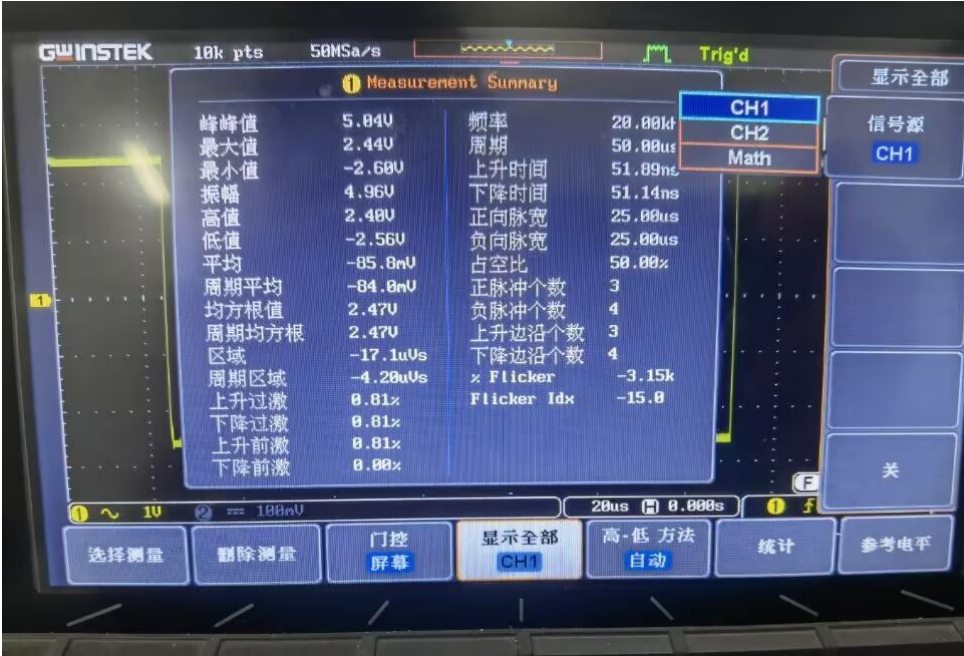 GWINSTEK 10k pts 50MSa/s Trig'd
1 Measurement Summary
峰峰值 5.04V 频率 20.00kH
最大值 2.44V 周期 50.00us
最小值 -2.60V 上升时间 51.89ns
振幅 4.96V 下降时间 51.14ns
高值 2.40V 正向脉宽 25.00us
低值 -2.56V 负向脉宽 25.00us
平均 -85.8mV 占空比 50.00%
周期平均 -84.0mV 正脉冲个数 3
均方根值 2.47V 负脉冲个数 4
周期均方根 2.47V 上升边沿个数 3
区域 -17.1uVs 下降边沿个数 4
周期区域 -4.20uVs % Flicker -3.15k
上升过激 0.81% Flicker Idx -15.0
下降过激 0.81%
上升前激 0.81%
下降前激 0.00%
CH1
CH2
Math
显示全部
信号源
CH1
关
1
F
1 1V 2 100mV 20us H 0.000s 1
选择测量
删除测量
门控
屏幕
显示全部
CH1
高-低 方法
自动
统计
参考电平